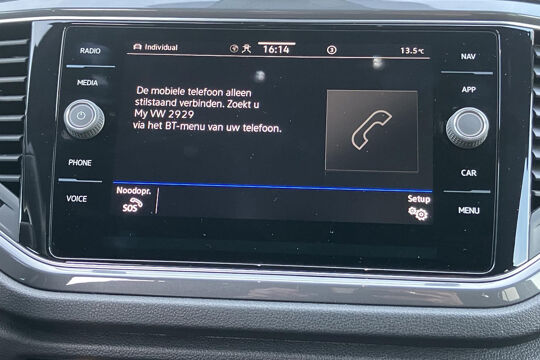 RADIO
Individual
16:14
3
13.5°C
NAV
MEDIA
APP
De mobiele telefoon alleen
stilstaand verbinden. Zoekt u
My VW 2929
via het BT-menu van uw telefoon.
PHONE
CAR
VOICE
Noodopr.
SOS
Setup
MENU